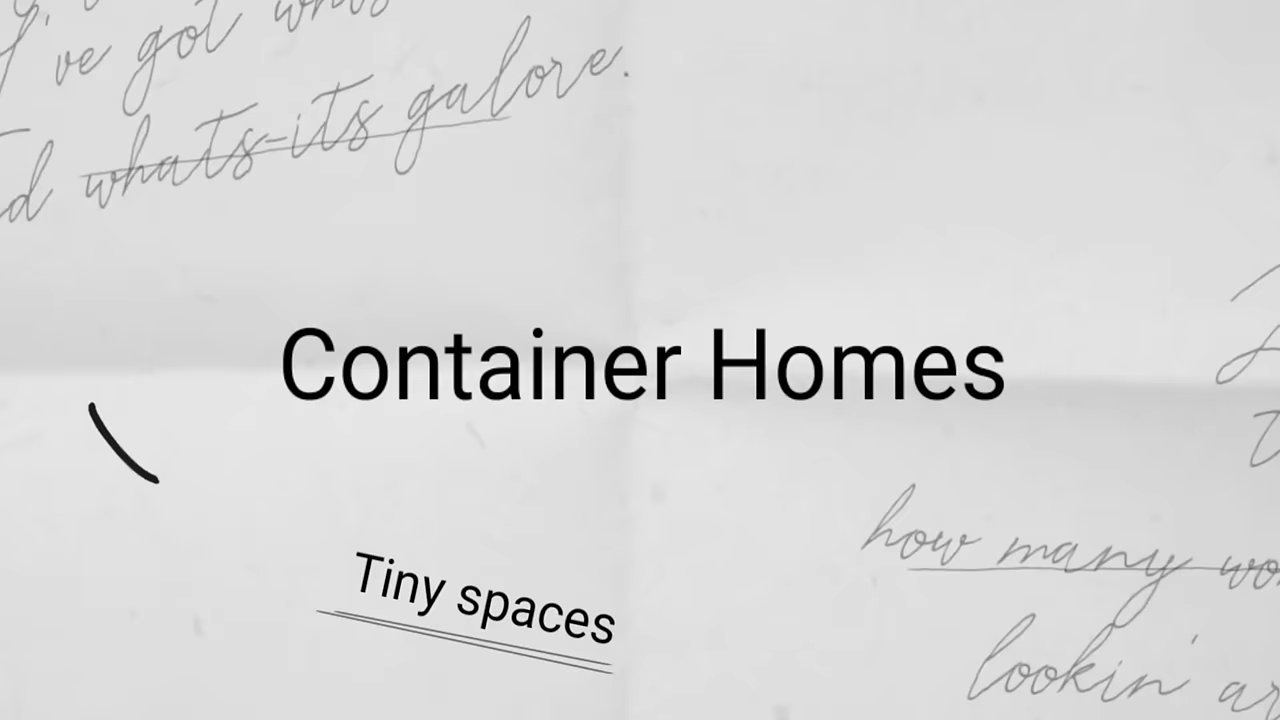 I've got
whats-its galore.
Container Homes
how many
Tiny spaces
lookin'